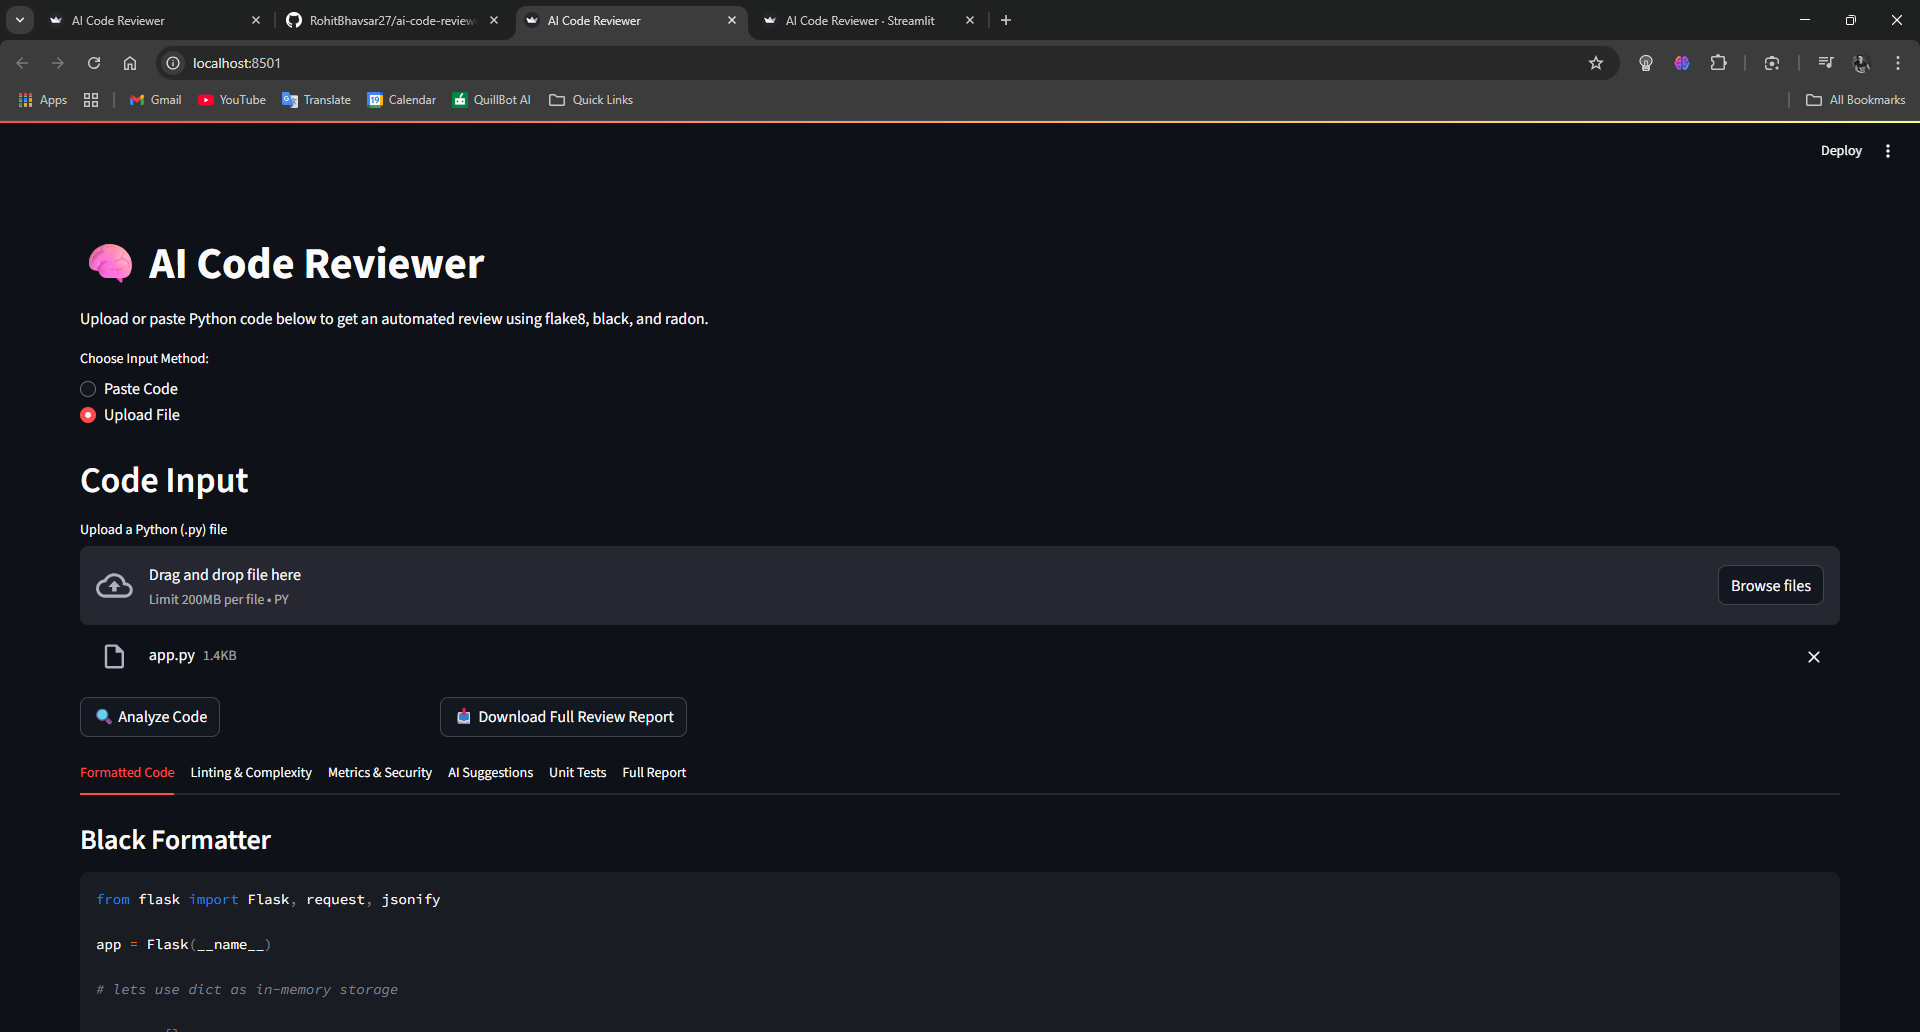 AI Code Reviewer
RohitBhavsar27/ai-code-review
AI Code Reviewer
AI Code Reviewer · Streamlit
localhost:8501
Apps
Gmail
YouTube
Translate
Calendar
QuillBot AI
Quick Links
All Bookmarks
Deploy
AI Code Reviewer
Upload or paste Python code below to get an automated review using flake8, black, and radon.
Choose Input Method:
Paste Code
Upload File
Code Input
Upload a Python (.py) file
Drag and drop file here
Limit 200MB per file • PY
Browse files
app.py 1.4KB
Analyze Code
Download Full Review Report
Formatted Code
Linting & Complexity
Metrics & Security
AI Suggestions
Unit Tests
Full Report
Black Formatter
from flask import Flask, request, jsonify
app = Flask(__name__)
# lets use dict as in-memory storage